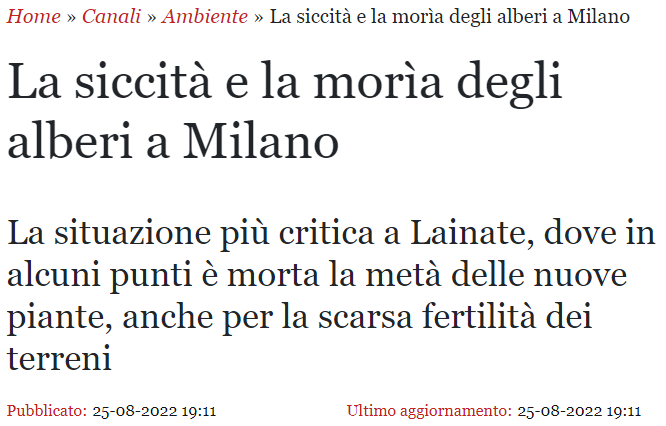 Home » Canali » Ambiente » La siccità e la morìa degli alberi a Milano
La siccità e la morìa degli
alberi a Milano
La situazione più critica a Lainate, dove in
alcuni punti è morta la metà delle nuove
piante, anche per la scarsa fertilità dei
terreni
Pubblicato: 25-08-2022 19:11 Ultimo aggiornamento: 25-08-2022 19:11